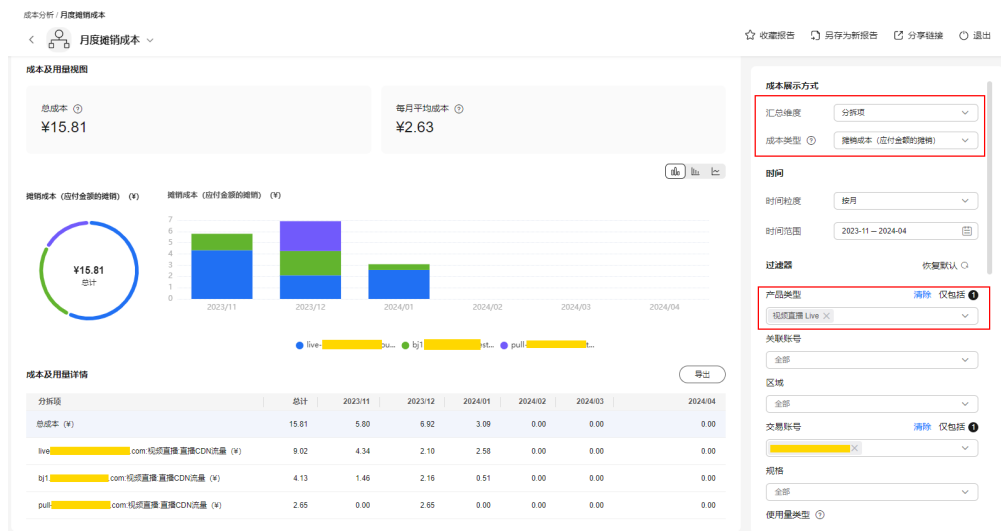 成本分析 / 月度摊销成本
月度摊销成本
收藏报告 另存为新报告 分享链接 退出
成本及用量视图
总成本
¥15.81
每月平均成本
¥2.63
摊销成本（应付金额的摊销）（¥）
¥15.81
总计
摊销成本（应付金额的摊销）（¥）
7
6
5
4
3
2
1
0
2023/11 2023/12 2024/01 2024/02 2024/03 2024/04
live- ou... bj1 est... pull- t...
成本及用量详情
导出
分拆项 总计 2023/11 2023/12 2024/01 2024/02 2024/03 2024/04
总成本（¥） 15.81 5.80 6.92 3.09 0.00 0.00 0.00
live .com:视频直播:直播CDN流量（¥） 9.02 4.34 2.10 2.58 0.00 0.00 0.00
bj1. .com:视频直播:直播CDN流量（¥） 4.13 1.46 2.16 0.51 0.00 0.00 0.00
pull- .com:视频直播:直播CDN流量（¥） 2.65 0.00 2.65 0.00 0.00 0.00 0.00
成本展示方式
汇总维度 分拆项
成本类型 摊销成本（应付金额的摊销）
时间
时间粒度 按月
时间范围 2023-11 – 2024-04
过滤器 恢复默认
产品类型 清除 仅包括 1
视频直播 Live ×
关联账号
全部
区域
全部
交易账号 清除 仅包括 1
规格
全部
使用量类型